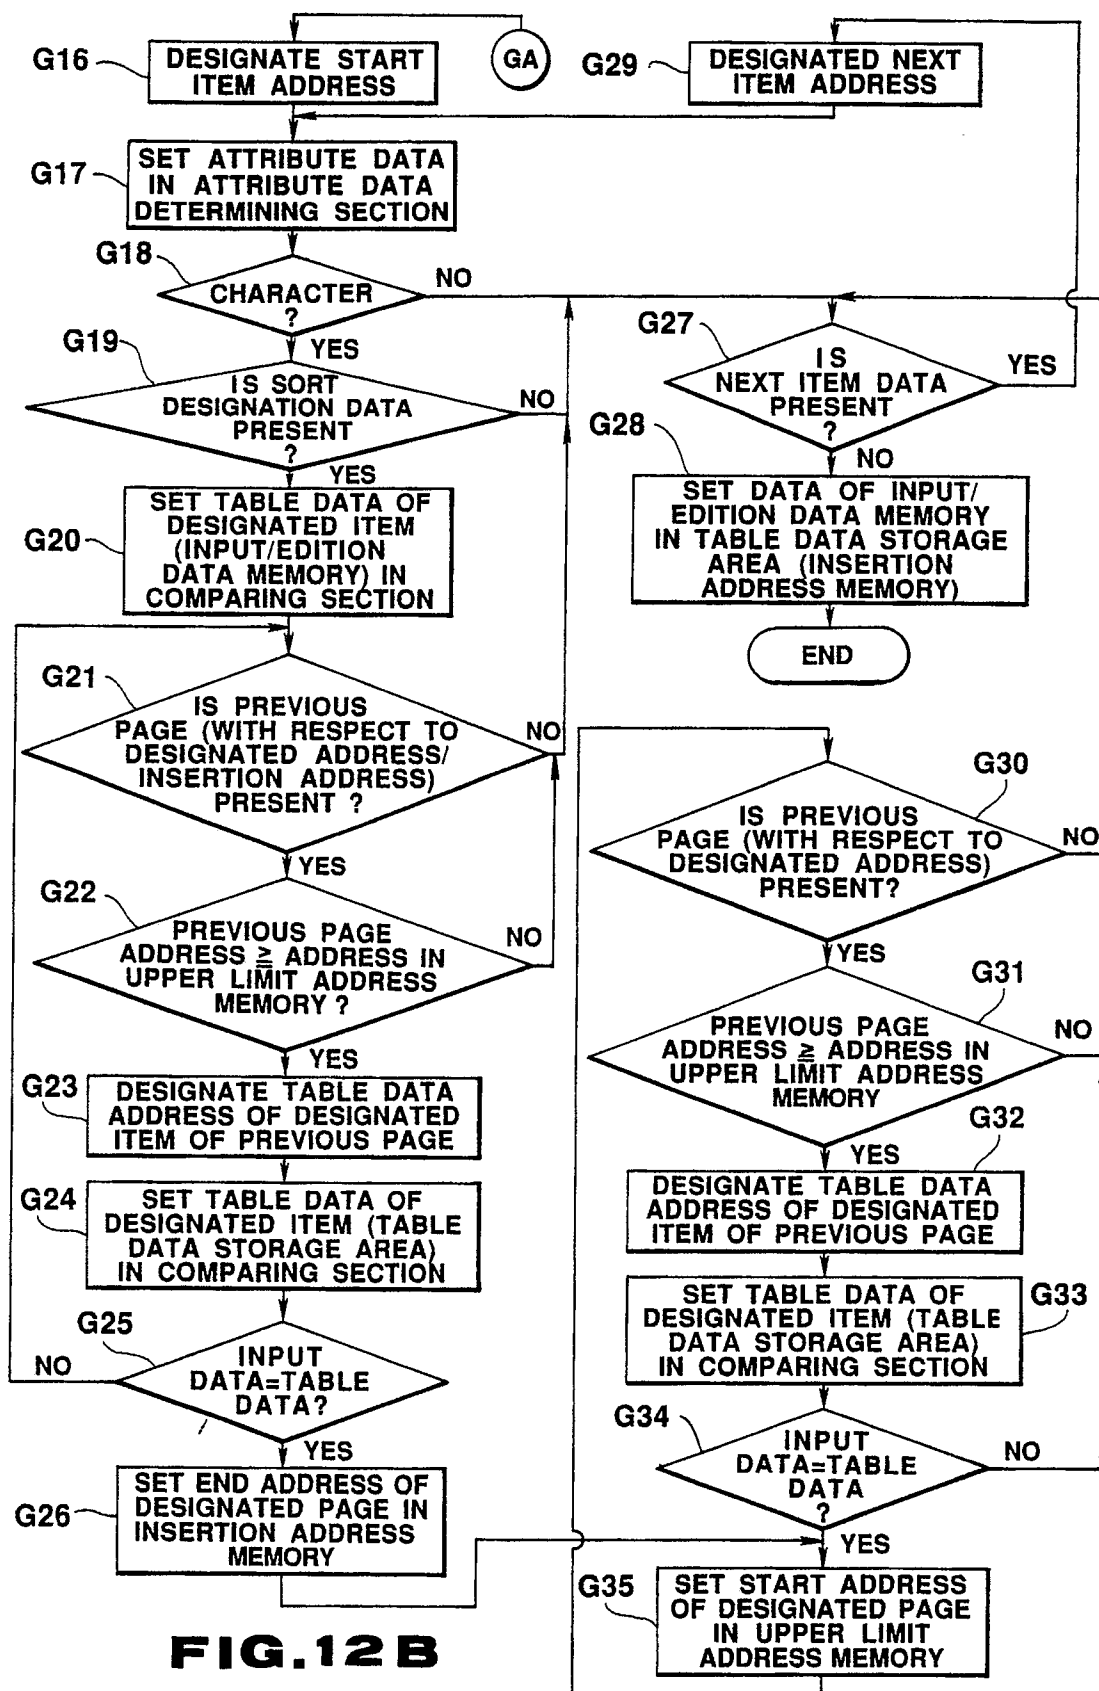 G16
DESIGNATE START
ITEM ADDRESS
GA
G29
DESIGNATED NEXT
ITEM ADDRESS
G17
SET ATTRIBUTE DATA
IN ATTRIBUTE DATA
DETERMINING SECTION
G18
CHARACTER
?
NO
YES
G19
IS SORT
DESIGNATION DATA
PRESENT
?
NO
YES
G20
SET TABLE DATA OF
DESIGNATED ITEM
(INPUT/EDITION
DATA MEMORY) IN
COMPARING SECTION
G21
IS PREVIOUS
PAGE (WITH RESPECT TO
DESIGNATED ADDRESS/
INSERTION ADDRESS)
PRESENT ?
NO
YES
G22
PREVIOUS PAGE
ADDRESS ≧ ADDRESS IN
UPPER LIMIT ADDRESS
MEMORY ?
NO
YES
G23
DESIGNATE TABLE DATA
ADDRESS OF DESIGNATED
ITEM OF PREVIOUS PAGE
G24
SET TABLE DATA OF
DESIGNATED ITEM (TABLE
DATA STORAGE AREA)
IN COMPARING SECTION
G25
INPUT
DATA=TABLE
DATA?
NO
YES
G26
SET END ADDRESS OF
DESIGNATED PAGE IN
INSERTION ADDRESS
MEMORY
G27
IS
NEXT ITEM DATA
PRESENT
?
YES
NO
G28
SET DATA OF INPUT/
EDITION DATA MEMORY
IN TABLE DATA STORAGE
AREA (INSERTION
ADDRESS MEMORY)
END
G30
IS PREVIOUS
PAGE (WITH RESPECT TO
DESIGNATED ADDRESS)
PRESENT?
NO
YES
G31
PREVIOUS PAGE
ADDRESS ≧ ADDRESS IN
UPPER LIMIT ADDRESS
MEMORY
NO
YES
G32
DESIGNATE TABLE DATA
ADDRESS OF DESIGNATED
ITEM OF PREVIOUS PAGE
G33
SET TABLE DATA OF
DESIGNATED ITEM (TABLE
DATA STORAGE AREA)
IN COMPARING SECTION
G34
INPUT
DATA=TABLE
DATA
?
NO
YES
G35
SET START ADDRESS
OF DESIGNATED PAGE
IN UPPER LIMIT
ADDRESS MEMORY
FIG.12B